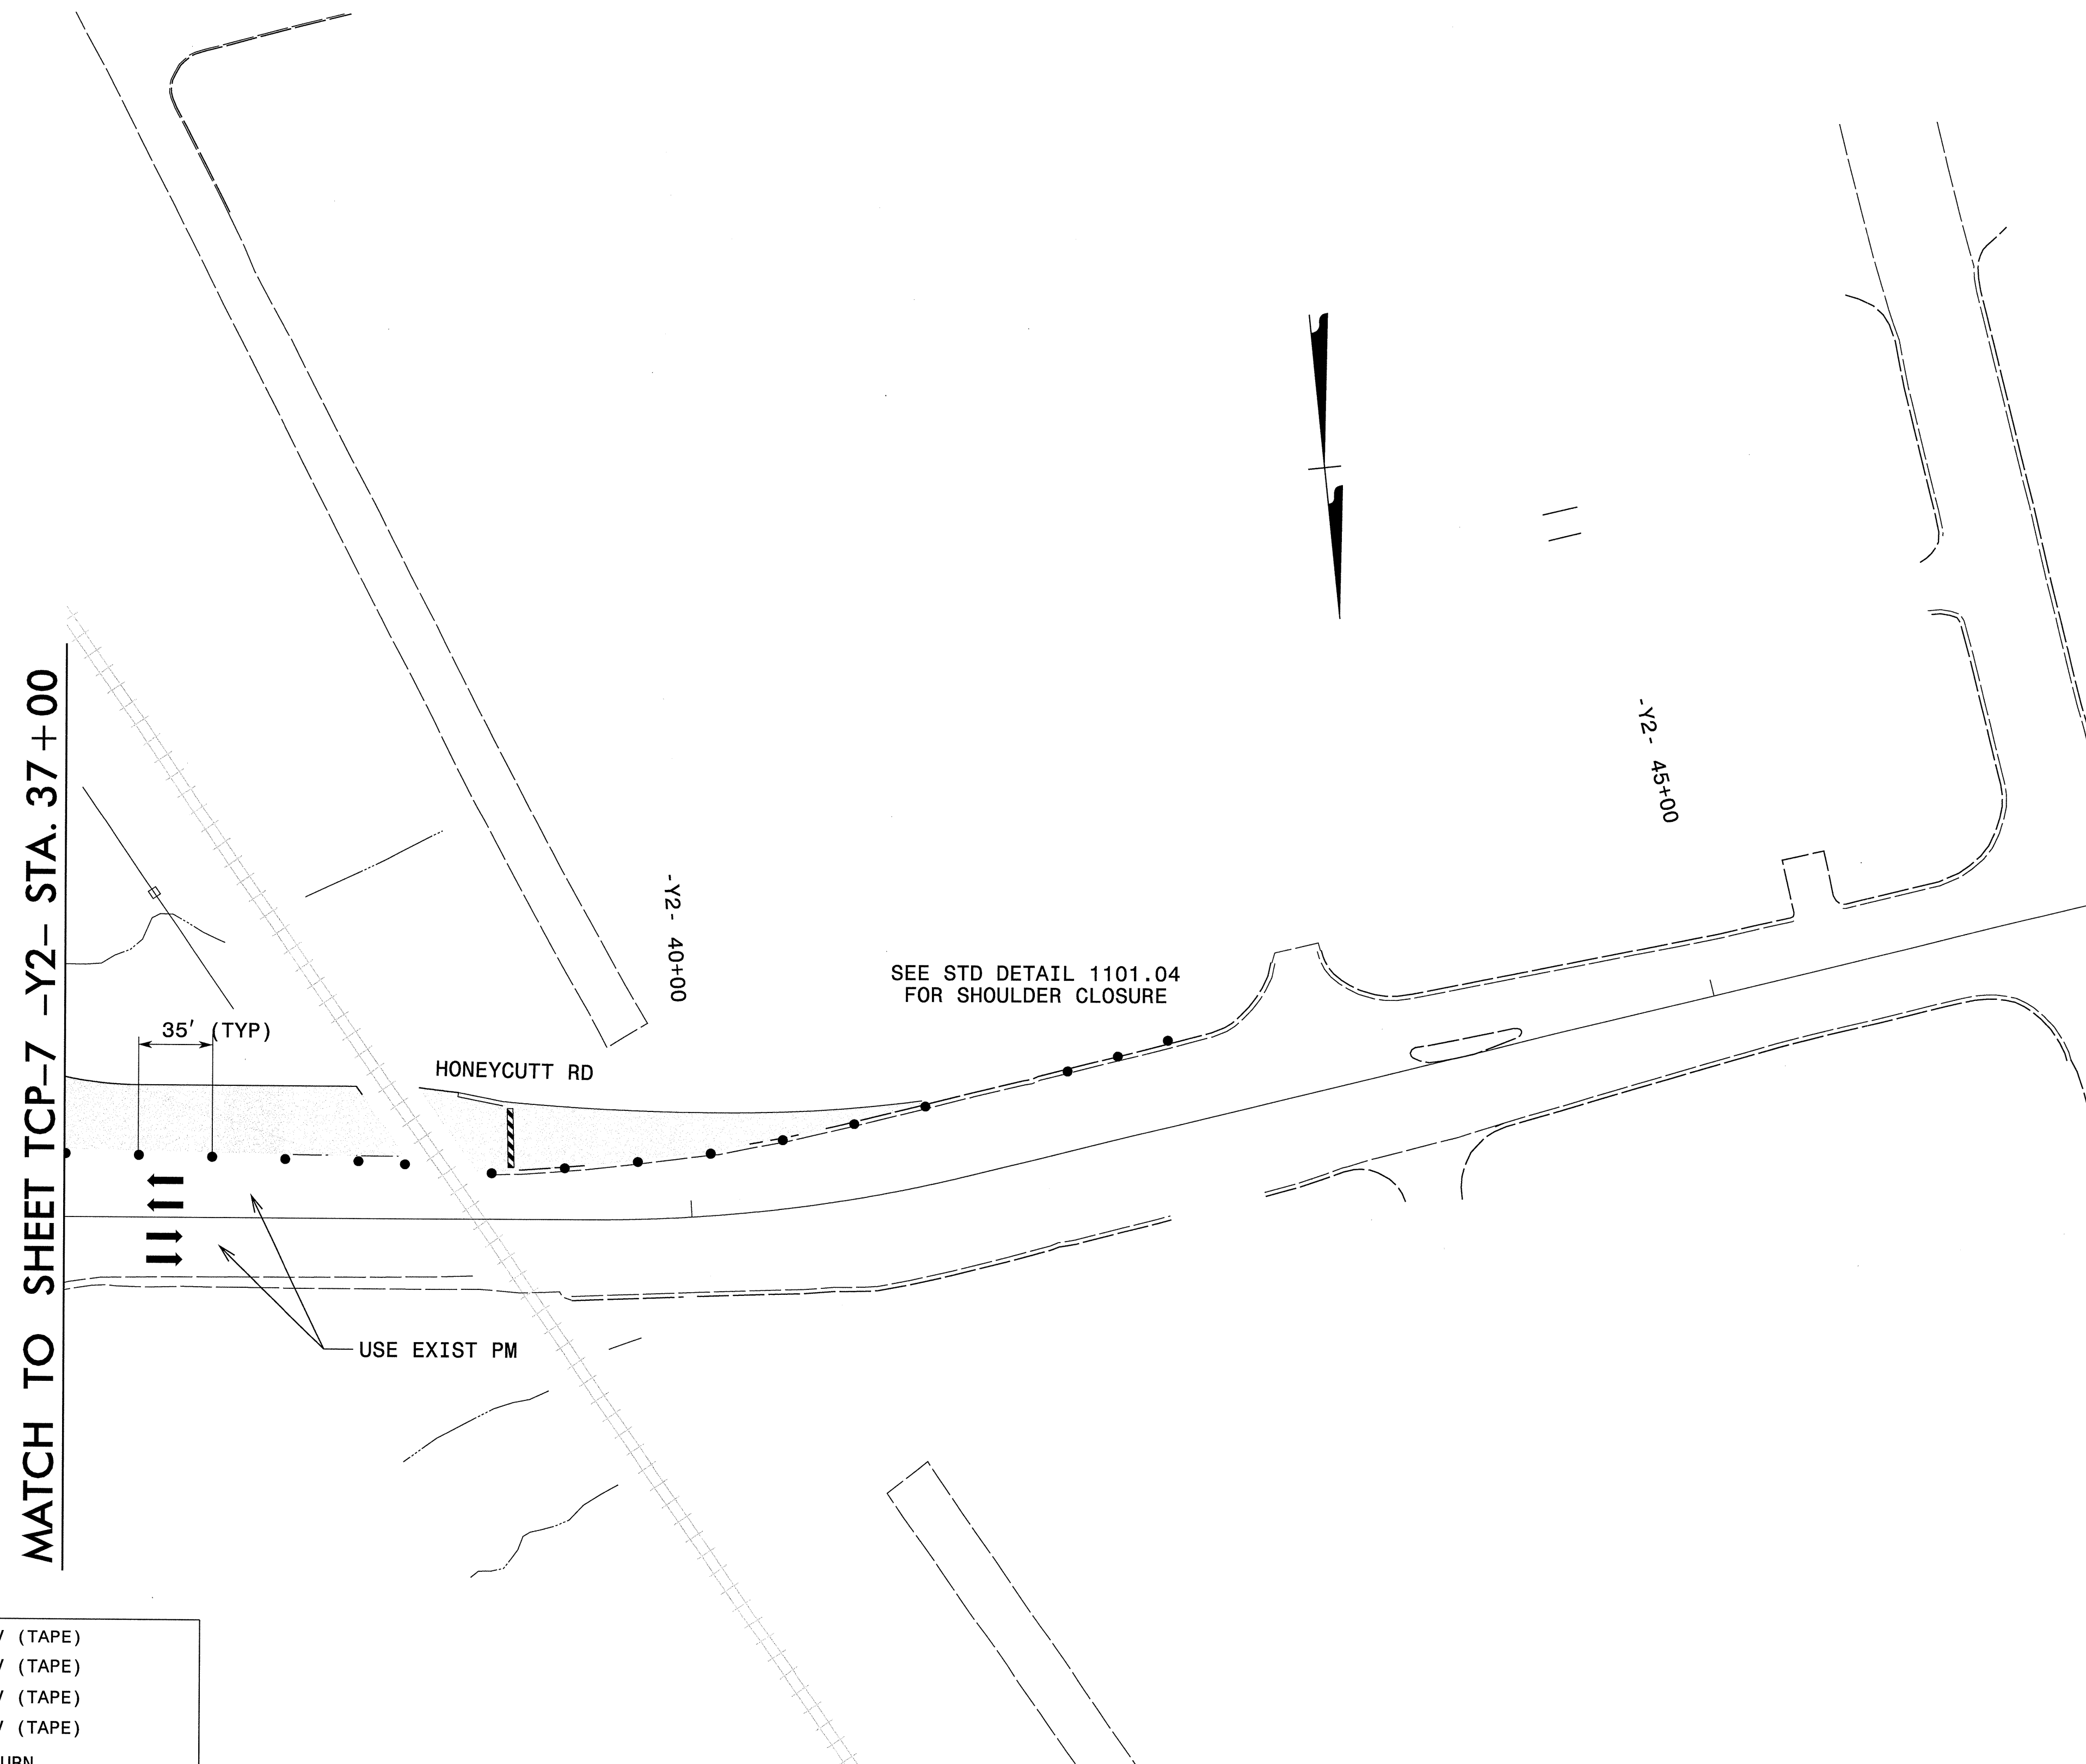 MATCH TO SHEET TCP-7 -Y2- STA. 37+00
-Y2- 45+00
-Y2- 40+00
SEE STD DETAIL 1101.04
FOR SHOULDER CLOSURE
35' (TYP)
HONEYCUTT RD
USE EXIST PM
(TAPE)
(TAPE)
(TAPE)
(TAPE)